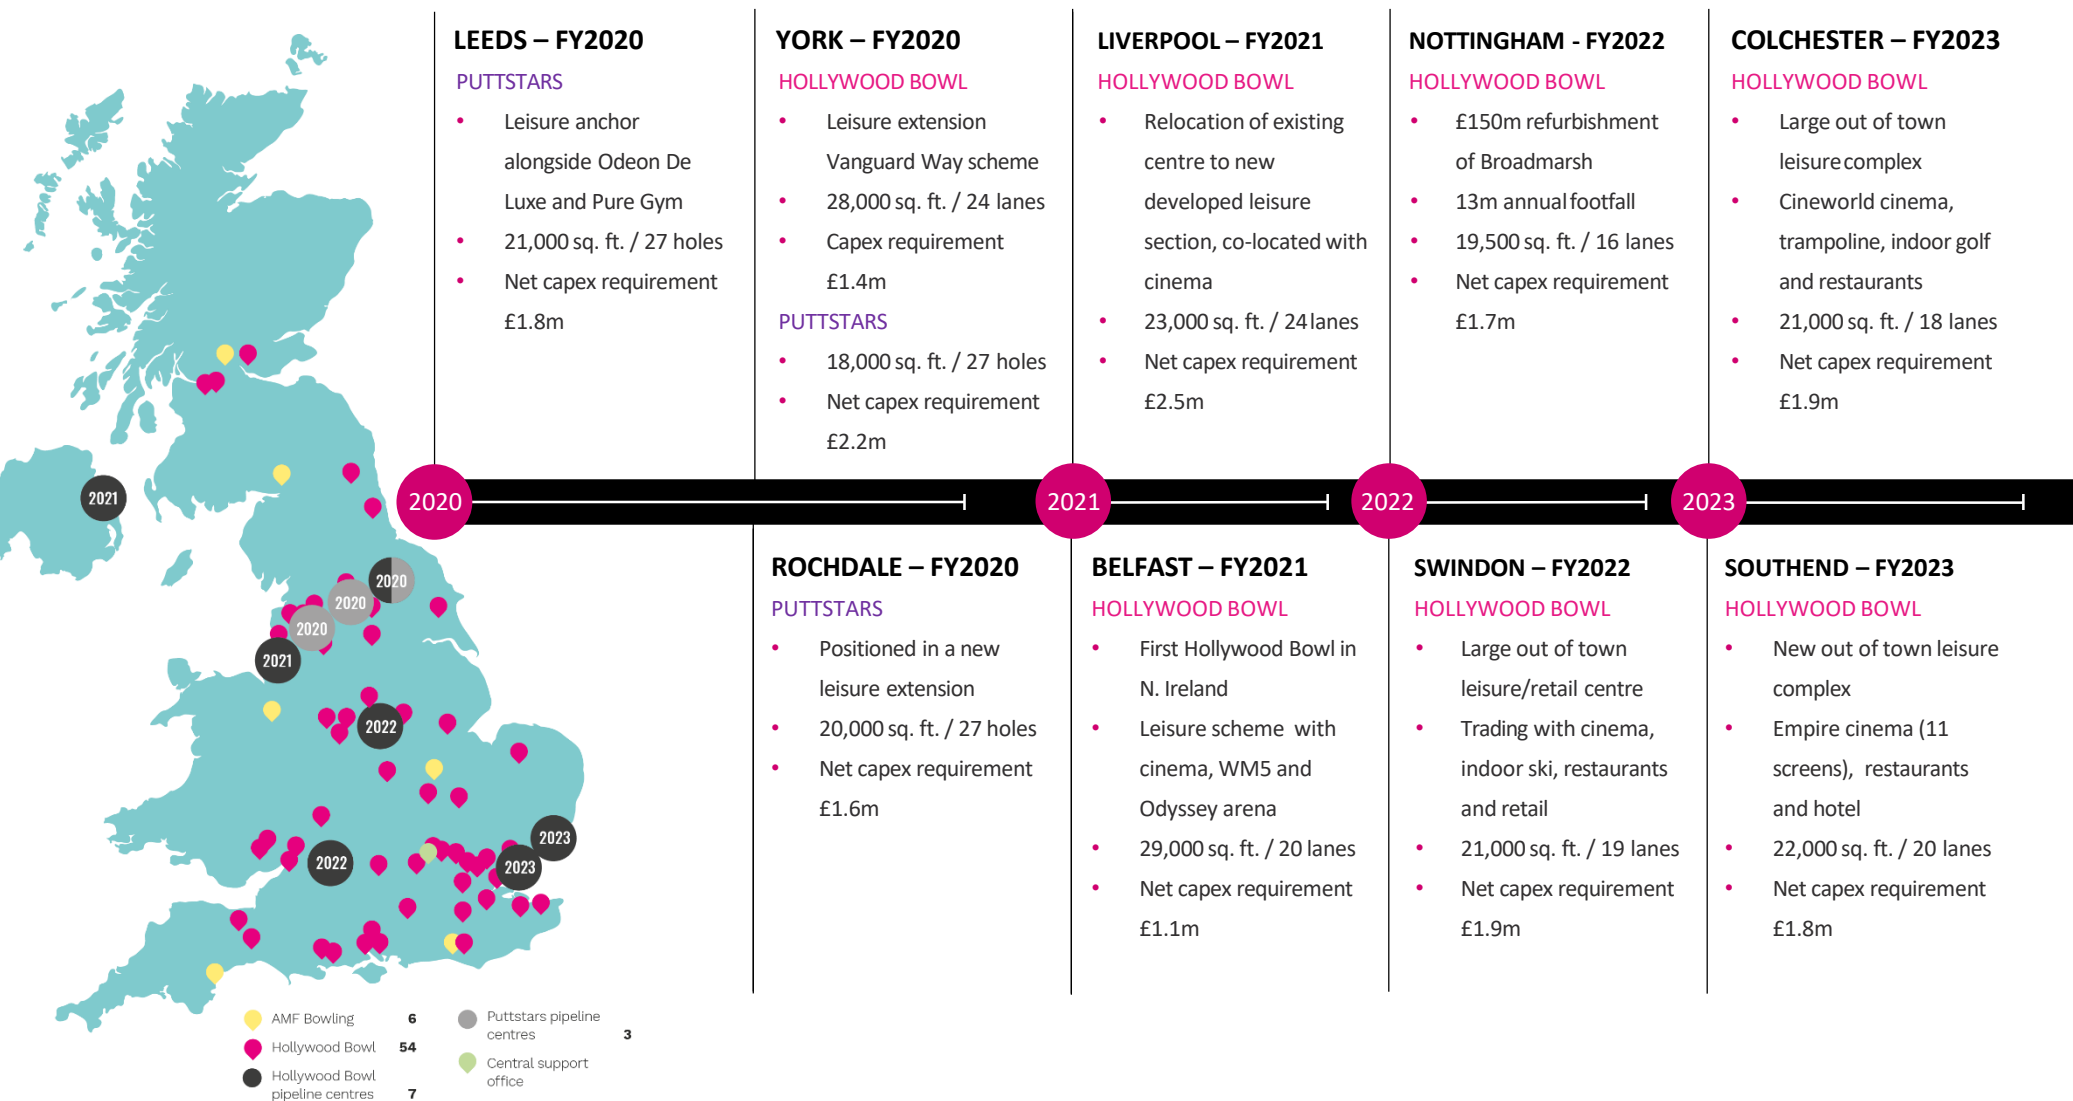 LEEDS – FY2020
PUTTSTARS
• Leisure anchor
alongside Odeon De
Luxe and Pure Gym
• 21,000 sq. ft. / 27 holes
• Net capex requirement
£1.8m
YORK – FY2020
HOLLYWOOD BOWL
• Leisure extension
Vanguard Way scheme
• 28,000 sq. ft. / 24 lanes
• Capex requirement
£1.4m
PUTTSTARS
• 18,000 sq. ft. / 27 holes
• Net capex requirement
£2.2m
LIVERPOOL – FY2021
HOLLYWOOD BOWL
• Relocation of existing
centre to new
developed leisure
section, co-located with
cinema
• 23,000 sq. ft. / 24 lanes
• Net capex requirement
£2.5m
NOTTINGHAM - FY2022
HOLLYWOOD BOWL
• £150m refurbishment
of Broadmarsh
• 13m annual footfall
• 19,500 sq. ft. / 16 lanes
• Net capex requirement
£1.7m
COLCHESTER – FY2023
HOLLYWOOD BOWL
• Large out of town
leisure complex
• Cineworld cinema,
trampoline, indoor golf
and restaurants
• 21,000 sq. ft. / 18 lanes
• Net capex requirement
£1.9m
2020
2021
2022
2023
ROCHDALE – FY2020
PUTTSTARS
• Positioned in a new
leisure extension
• 20,000 sq. ft. / 27 holes
• Net capex requirement
£1.6m
BELFAST – FY2021
HOLLYWOOD BOWL
• First Hollywood Bowl in
N. Ireland
• Leisure scheme with
cinema, WM5 and
Odyssey arena
• 29,000 sq. ft. / 20 lanes
• Net capex requirement
£1.1m
SWINDON – FY2022
HOLLYWOOD BOWL
• Large out of town
leisure/retail centre
• Trading with cinema,
indoor ski, restaurants
and retail
• 21,000 sq. ft. / 19 lanes
• Net capex requirement
£1.9m
SOUTHEND – FY2023
HOLLYWOOD BOWL
• New out of town leisure
complex
• Empire cinema (11
screens), restaurants
and hotel
• 22,000 sq. ft. / 20 lanes
• Net capex requirement
£1.8m
2021
2020
2020
2020
2021
2022
2023
2022
2023
AMF Bowling 6
Hollywood Bowl 54
Hollywood Bowl
pipeline centres 7
Puttstars pipeline
centres 3
Central support
office